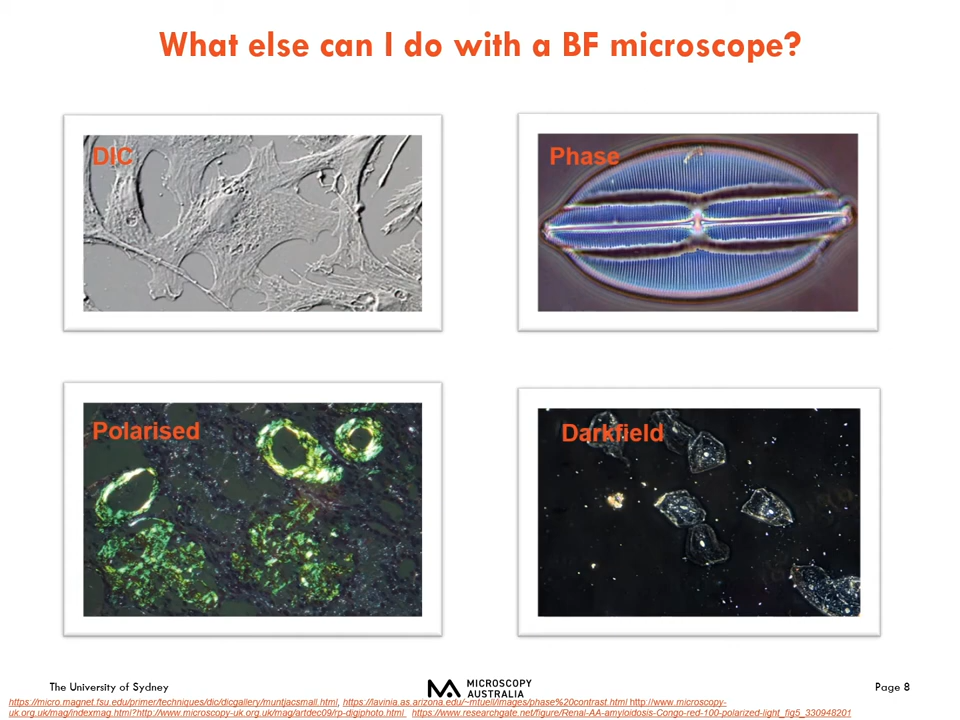 What else can I do with a BF microscope?
DIC
Phase
Polarised
Darkfield
The University of Sydney
MICROSCOPY
AUSTRALIA
Page 8
https://micro.magnet.fsu.edu/primer/techniques/dic/dicgallery/muntjacsmall.html, https://lavinia.as.arizona.edu/~mtuell/images/phase%20contrast.html http://www.microscopy-
uk.org.uk/mag/indexmag.html?http://www.microscopy-uk.org.uk/mag/artdec09/rp-digiphoto.html https://www.researchgate.net/figure/Renal-AA-amyloidosis-Congo-red-100-polarized-light_fig5_330948201